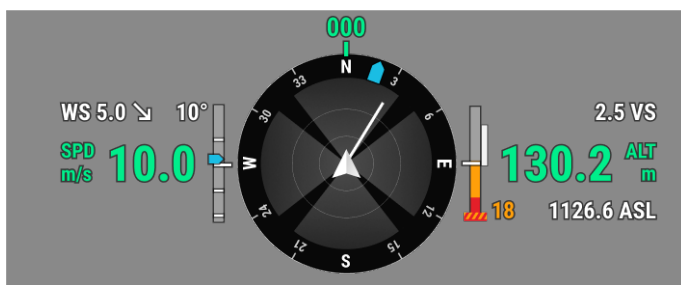 000
WS 5.0 ↘ 10°
2.5 VS
SPD
m/s
10.0
130.2
ALT
m
18
1126.6 ASL
N
3
6
E
12
15
S
21
24
W
30
33